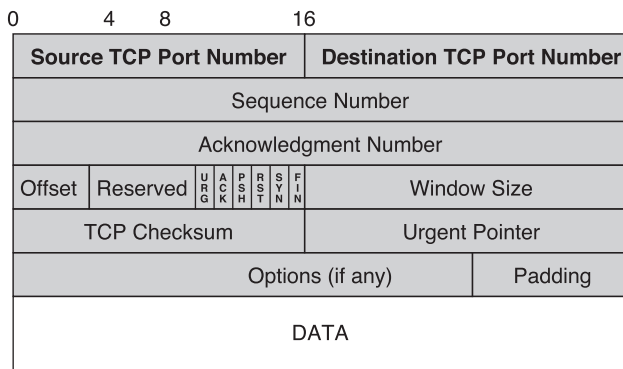 0 4 8 16
Source TCP Port Number Destination TCP Port Number
Sequence Number
Acknowledgment Number
Offset Reserved URG ACK PSH RST SYN FIN Window Size
TCP Checksum Urgent Pointer
Options (if any) Padding
DATA